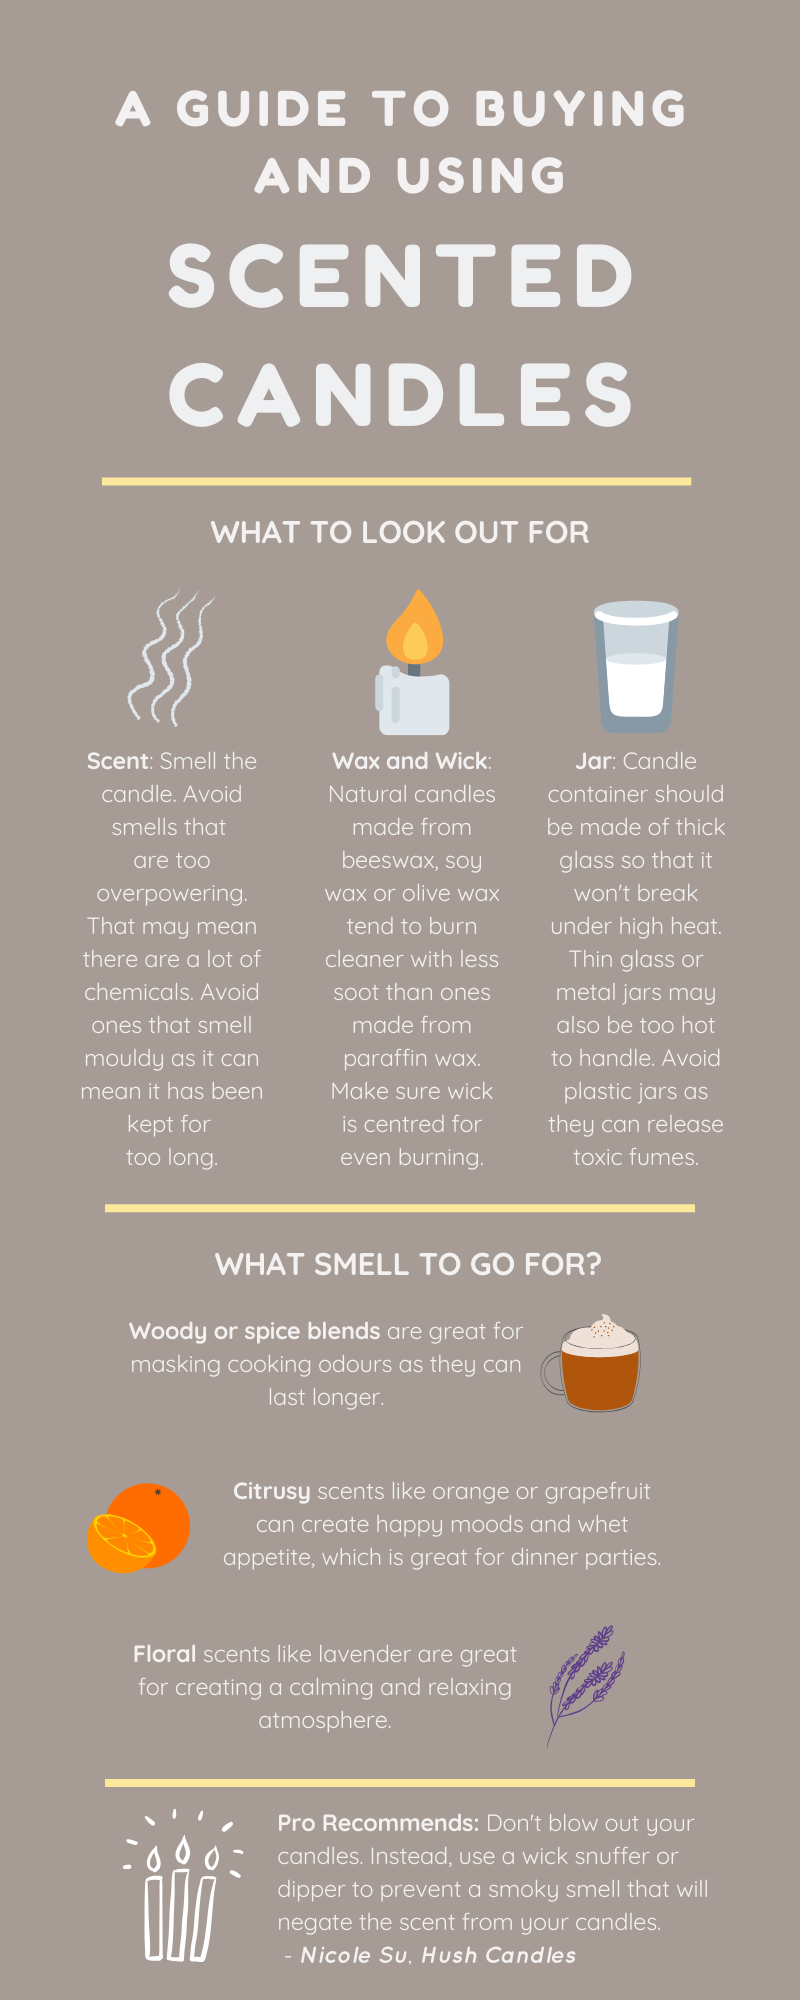 A GUIDE TO BUYING
AND USING
SCENTED
CANDLES
WHAT TO LOOK OUT FOR
Scent: Smell the
candle. Avoid
smells that
are too
overpowering.
That may mean
there are a lot of
chemicals. Avoid
ones that smell
mouldy as it can
mean it has been
kept for
too long.
Wax and Wick:
Natural candles
made from
beeswax, soy
wax or olive wax
tend to burn
cleaner with less
soot than ones
made from
paraffin wax.
Make sure wick
is centred for
even burning.
Jar: Candle
container should
be made of thick
glass so that it
won't break
under high heat.
Thin glass or
metal jars may
also be too hot
to handle. Avoid
plastic jars as
they can release
toxic fumes.
WHAT SMELL TO GO FOR?
Woody or spice blends are great for
masking cooking odours as they can
last longer.
Citrusy scents like orange or grapefruit
can create happy moods and whet
appetite, which is great for dinner parties.
Floral scents like lavender are great
for creating a calming and relaxing
atmosphere.
Pro Recommends: Don't blow out your
candles. Instead, use a wick snuffer or
dipper to prevent a smoky smell that will
negate the scent from your candles.
- Nicole Su, Hush Candles